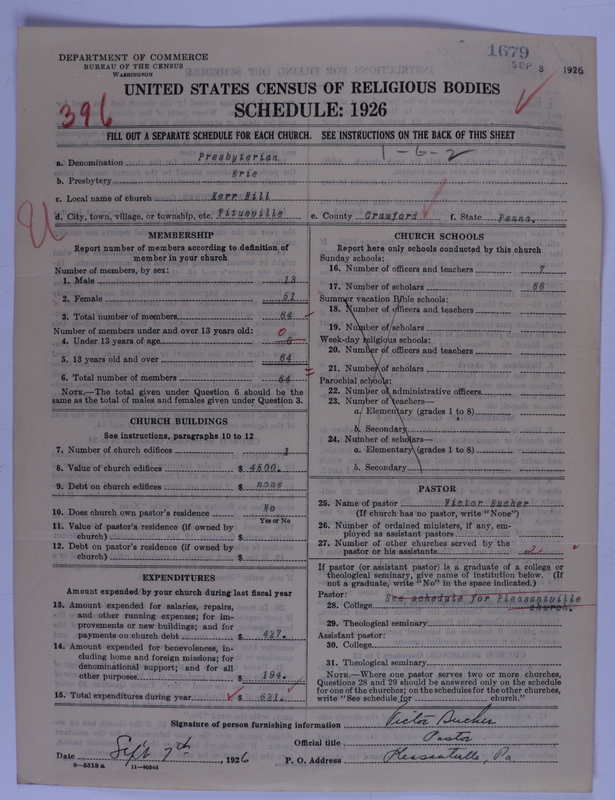 DEPARTMENT OF COMMERCE
BUREAU OF THE CENSUS
WASHINGTON
1679
SEP 8 1926
UNITED STATES CENSUS OF RELIGIOUS BODIES
SCHEDULE: 1926
396
FILL OUT A SEPARATE SCHEDULE FOR EACH CHURCH. SEE INSTRUCTIONS ON THE BACK OF THIS SHEET
1-6-2
a. Denomination Presbyterian
b. Presbytery Erie
c. Local name of church Kerr Hill
d. City, town, village, or township, etc. Titusville e. County Crawford f. State Penna.
MEMBERSHIP
Report number of members according to definition of
member in your church
Number of members, by sex:
1. Male 13
2. Female 51
3. Total number of members 64
Number of members under and over 13 years old:
4. Under 13 years of age 0 0
5. 13 years old and over 64
6. Total number of members 64
NOTE.—The total given under Question 6 should be
same as the total of males and females given under Question 3.
CHURCH BUILDINGS
See instructions, paragraphs 10 to 12
7. Number of church edifices 1
8. Value of church edifices $ 4500.
9. Debt on church edifices $ none
10. Does church own pastor's residence No
Yes or No
11. Value of pastor's residence (if owned by
church) $
12. Debt on pastor's residence (if owned by
church) $
EXPENDITURES
Amount expended by your church during last fiscal year
13. Amount expended for salaries, repairs,
and other running expenses; for im-
provements or new buildings; and for
payments on church debt $ 427.
14. Amount expended for benevolences, in-
cluding home and foreign missions; for
denominational support; and for all
other purposes $ 194.
15. Total expenditures during year $ 621.
CHURCH SCHOOLS
Report here only schools conducted by this church
Sunday schools:
16. Number of officers and teachers 7
17. Number of scholars 66
Summer vacation Bible schools:
18. Number of officers and teachers
19. Number of scholars
Week-day religious schools:
20. Number of officers and teachers
21. Number of scholars
Parochial schools:
22. Number of administrative officers
23. Number of teachers—
a. Elementary (grades 1 to 8)
b. Secondary
24. Number of scholars—
a. Elementary (grades 1 to 8)
b. Secondary
PASTOR
25. Name of pastor Victor Bucher
(If church has no pastor, write "None")
26. Number of ordained ministers, if any, em-
ployed as assistant pastors
27. Number of other churches served by the
pastor or his assistants 2
If pastor (or assistant pastor) is a graduate of a college or
theological seminary, give name of institution below. (If
not a graduate, write "No" in the space indicated.)
Pastor: See schedule for Pleasantville
28. College church.
29. Theological seminary
Assistant pastor:
30. College
31. Theological seminary
NOTE.—Where one pastor serves two or more churches,
Questions 28 and 29 should be answered only on the schedule
for one of the churches; on the schedules for the other churches,
write "See schedule for church."
Signature of person furnishing information Victor Bucher
Official title Pastor
Date Sept 7th, 1926 P. O. Address Pleasantville, Pa
8—5518a 11—9054d